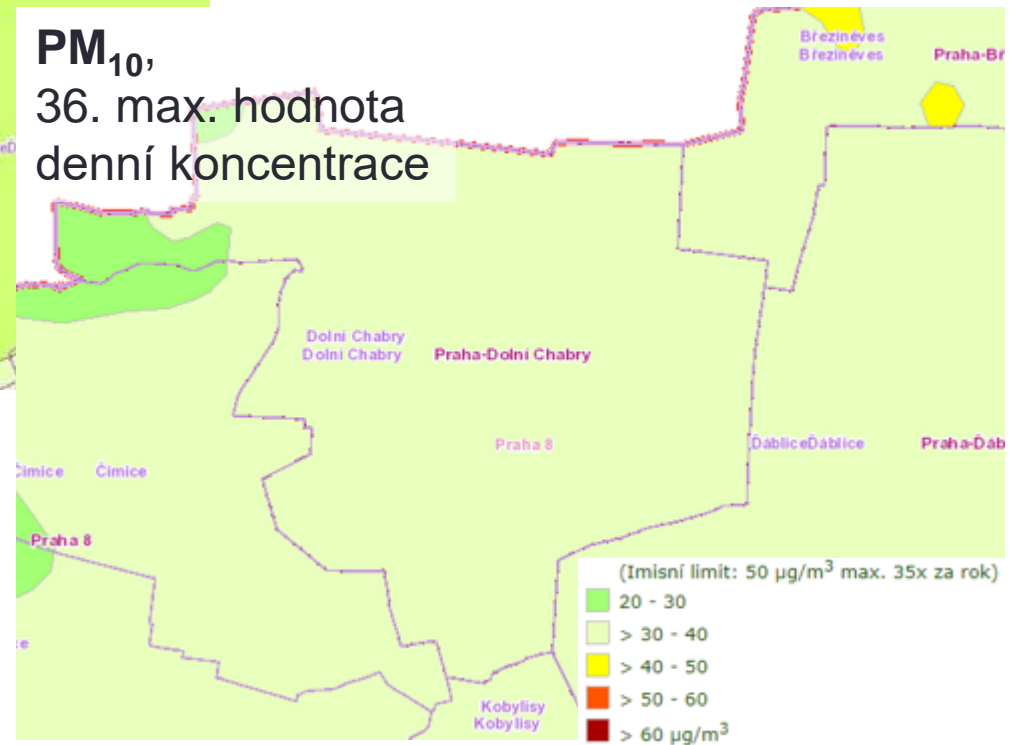 PM10,
36. max. hodnota
denní koncentrace
Březiněves
Březiněves
Praha-Bř
Dolní Chabry
Dolní Chabry
Praha-Dolní Chabry
Praha 8
ĎábliceĎáblice
Praha-Ďáb
Čimice
Čimice
Praha 8
Kobylisy
Kobylisy
(Imisní limit: 50 µg/m³ max. 35x za rok)
20 - 30
> 30 - 40
> 40 - 50
> 50 - 60
> 60 µg/m³